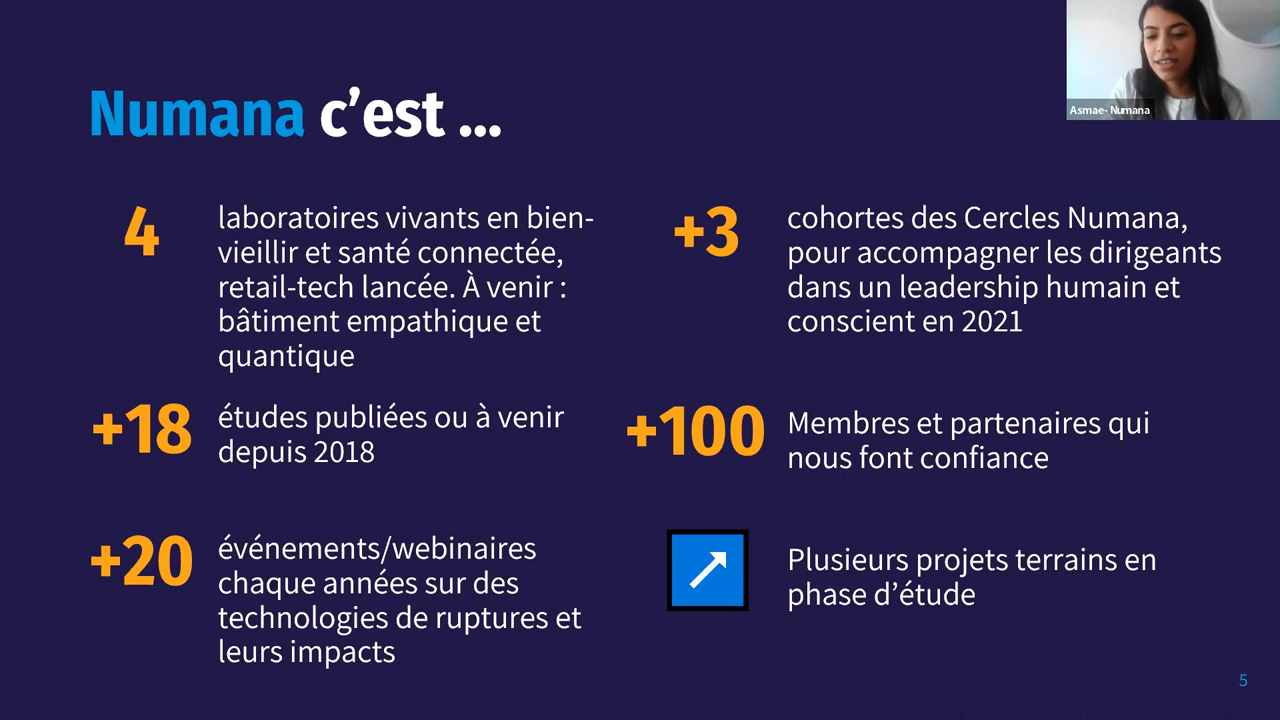 Asmae- Numana
Numana c’est ...
4
laboratoires vivants en bien-
vieillir et santé connectée,
retail-tech lancée. À venir :
bâtiment empathique et
quantique
+3
cohortes des Cercles Numana,
pour accompagner les dirigeants
dans un leadership humain et
conscient en 2021
+18
études publiées ou à venir
depuis 2018
+100
Membres et partenaires qui
nous font confiance
+20
événements/webinaires
chaque années sur des
technologies de ruptures et
leurs impacts
Plusieurs projets terrains en
phase d’étude
5